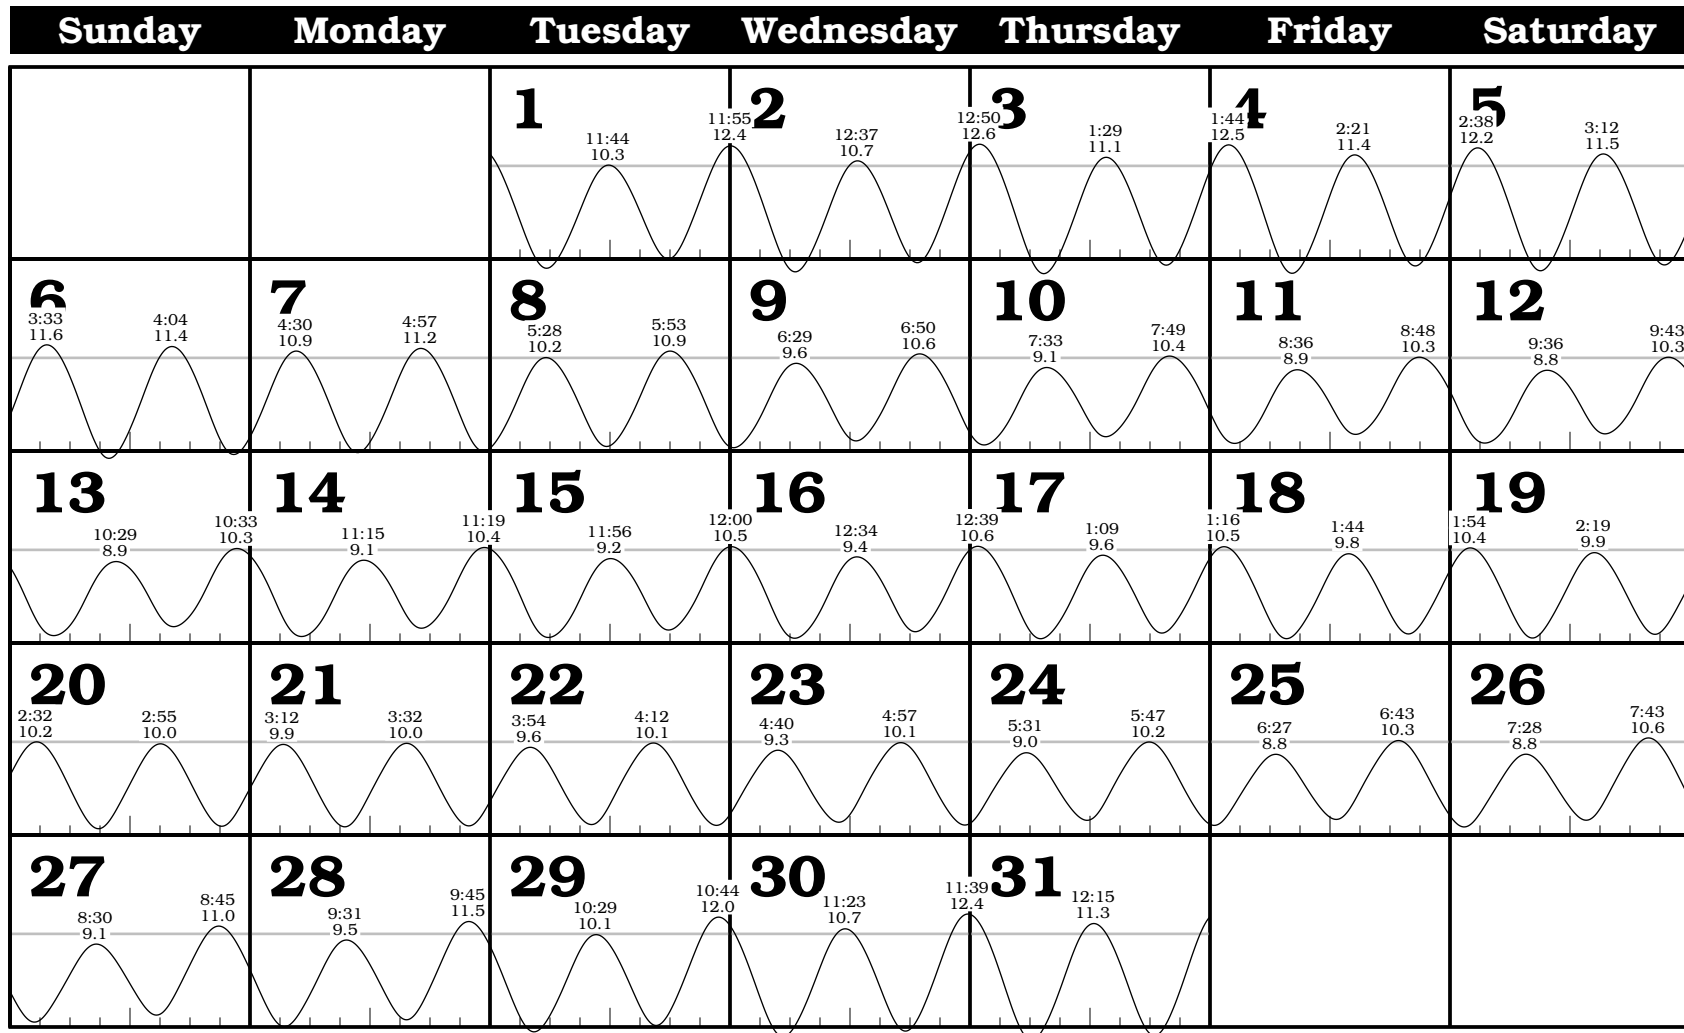 Sunday Monday Tuesday Wednesday Thursday Friday Saturday
1 2 3 4 5
11:44 11:55 12:37 12:50 1:29 1:44 2:21 2:38 3:12
10.3 12.4 10.7 12.6 11.1 12.5 11.4 12.2 11.5
6 7 8 9 10 11 12
3:33 4:04 4:30 4:57 5:28 5:53 6:29 6:50 7:33 7:49 8:36 8:48 9:36 9:43
11.6 11.4 10.9 11.2 10.2 10.9 9.6 10.6 9.1 10.4 8.9 10.3 8.8 10.3
13 14 15 16 17 18 19
10:29 10:33 11:15 11:19 11:56 12:00 12:34 12:39 1:09 1:16 1:44 1:54 2:19
8.9 10.3 9.1 10.4 9.2 10.5 9.4 10.6 9.6 10.5 9.8 10.4 9.9
20 21 22 23 24 25 26
2:32 2:55 3:12 3:32 3:54 4:12 4:40 4:57 5:31 5:47 6:27 6:43 7:28 7:43
10.2 10.0 9.9 10.0 9.6 10.1 9.3 10.1 9.0 10.2 8.8 10.3 8.8 10.6
27 28 29 30 31
8:30 8:45 9:31 9:45 10:29 10:44 11:23 11:39 12:15
9.1 11.0 9.5 11.5 10.1 12.0 10.7 12.4 11.3